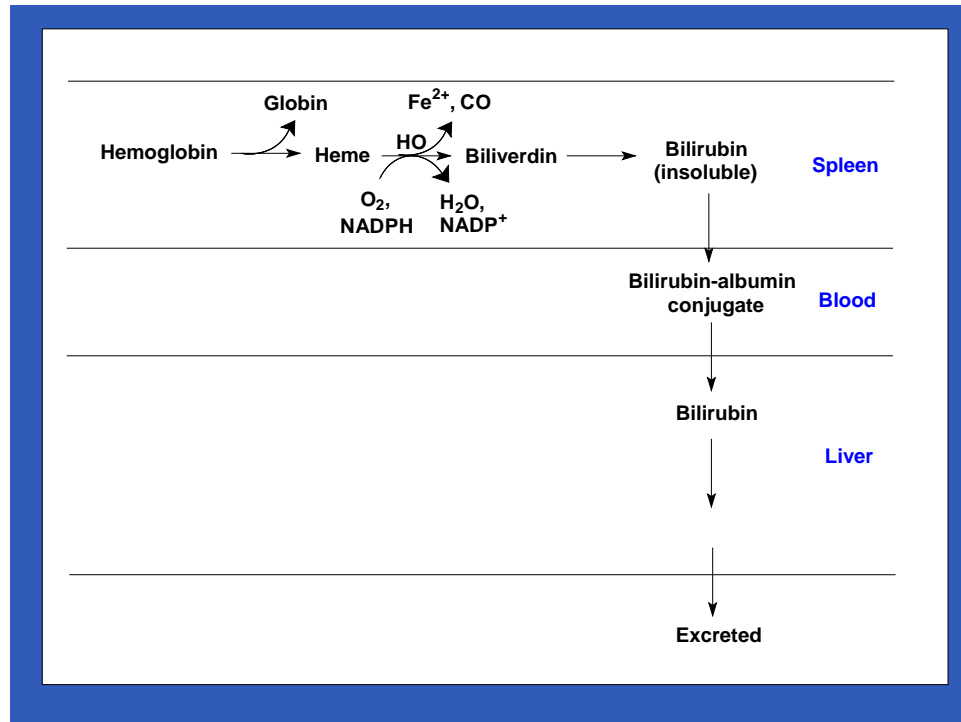 Globin
Fe²⁺, CO
Hemoglobin
Heme
HO
Biliverdin
Bilirubin
(insoluble)
Spleen
O₂,
NADPH
H₂O,
NADP⁺
Bilirubin-albumin
conjugate
Blood
Bilirubin
Liver
Excreted